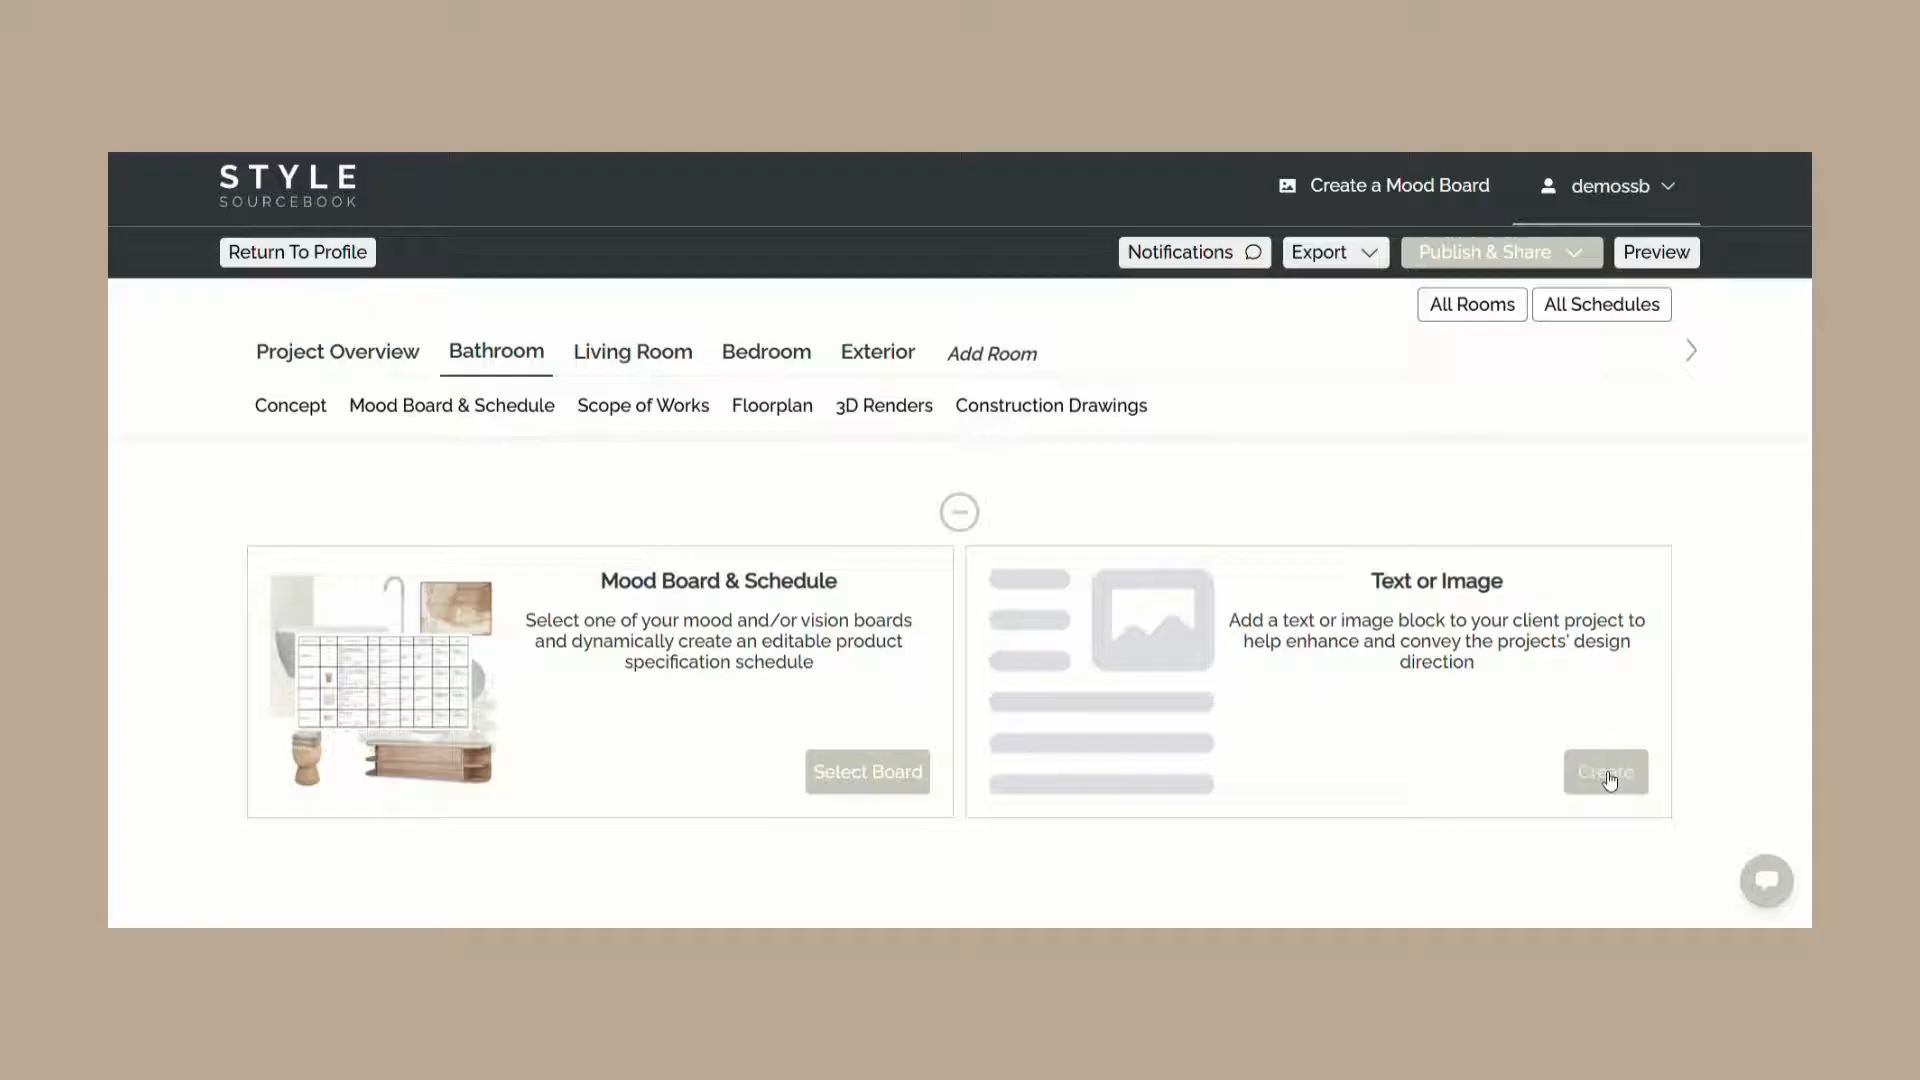 STYLE
SOURCEBOOK
Create a Mood Board
demossb
Return To Profile
Notifications
Export
Publish & Share
Preview
All Rooms
All Schedules
Project Overview
Bathroom
Living Room
Bedroom
Exterior
Add Room
Concept
Mood Board & Schedule
Scope of Works
Floorplan
3D Renders
Construction Drawings
Mood Board & Schedule
Select one of your mood and/or vision boards
and dynamically create an editable product
specification schedule
Select Board
Text or Image
Add a text or image block to your client project to
help enhance and convey the projects' design
direction
Create